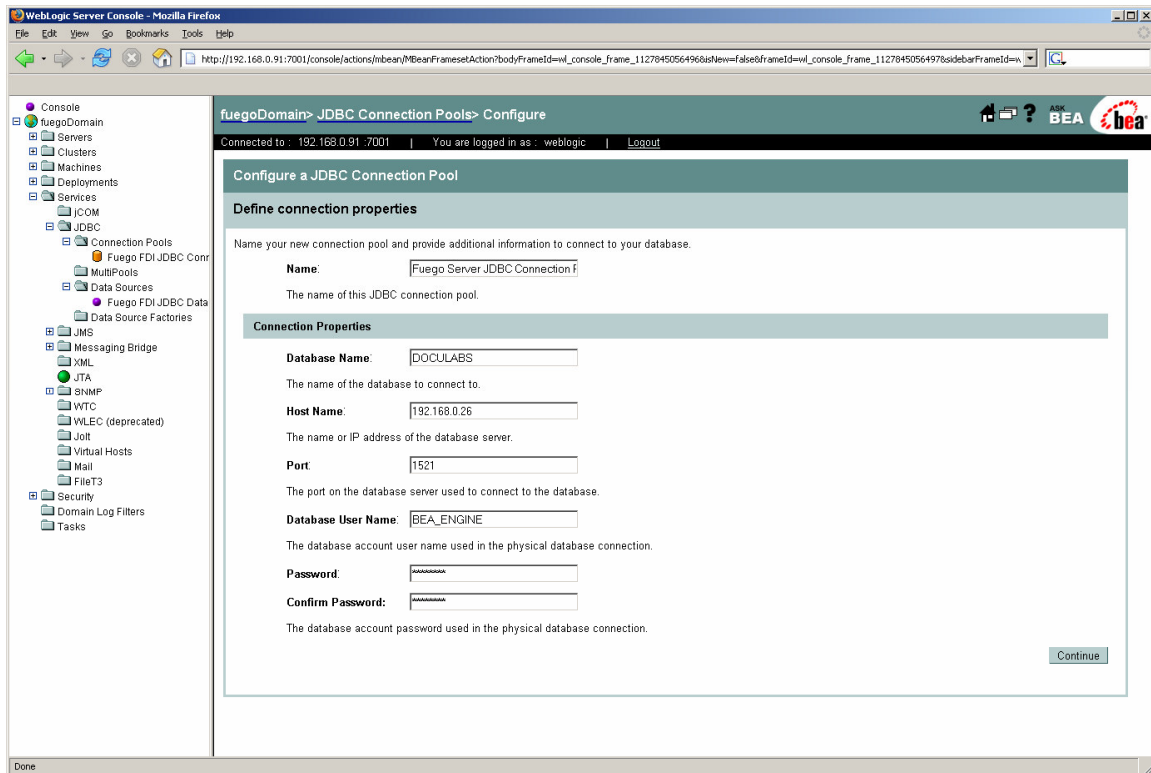 WebLogic Server Console - Mozilla Firefox
File Edit View Go Bookmarks Tools Help
http://192.168.0.91:7001/console/actions/mbean/MBeanFramesetAction?bodyFrameId=wl_console_frame_1127845056496&isNew=false&frameId=wl_console_frame_1127845056497&sidebarFrameId=w
G
Console
fuegoDomain
Servers
Clusters
Machines
Deployments
Services
jCOM
JDBC
Connection Pools
Fuego FDI JDBC Conr
MultiPools
Data Sources
Fuego FDI JDBC Data
Data Source Factories
JMS
Messaging Bridge
XML
JTA
SNMP
WTC
WLEC (deprecated)
Jolt
Virtual Hosts
Mail
FileT3
Security
Domain Log Filters
Tasks
fuegoDomain> JDBC Connection Pools> Configure
? ASK BEA bea
Connected to : 192.168.0.91 :7001 | You are logged in as : weblogic | Logout
Configure a JDBC Connection Pool
Define connection properties
Name your new connection pool and provide additional information to connect to your database.
Name: Fuego Server JDBC Connection F
The name of this JDBC connection pool.
Connection Properties
Database Name: DOCULABS
The name of the database to connect to.
Host Name: 192.168.0.26
The name or IP address of the database server.
Port: 1521
The port on the database server used to connect to the database.
Database User Name: BEA_ENGINE
The database account user name used in the physical database connection.
Password: ********
Confirm Password: ********
The database account password used in the physical database connection.
Continue
Done